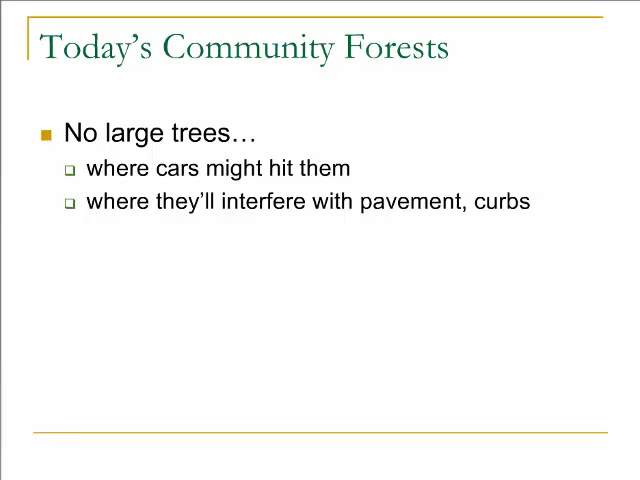 Today’s Community Forests
No large trees…
where cars might hit them
where they’ll interfere with pavement, curbs